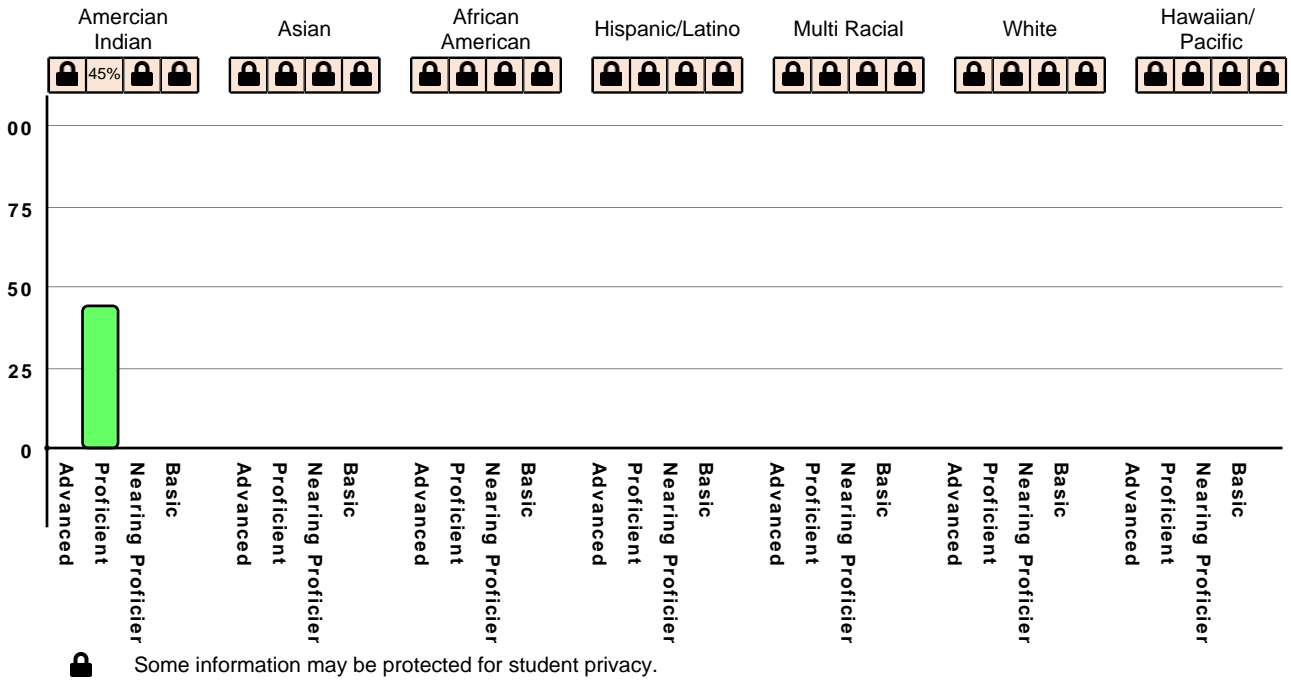 Amercian
Indian
Asian
African
American
Hispanic/Latino
Multi Racial
White
Hawaiian/
Pacific
45%
00
75
50
25
0
Advanced
Proficient
Nearing Proficier
Basic
Advanced
Proficient
Nearing Proficier
Basic
Advanced
Proficient
Nearing Proficier
Basic
Advanced
Proficient
Nearing Proficier
Basic
Advanced
Proficient
Nearing Proficier
Basic
Advanced
Proficient
Nearing Proficier
Basic
Advanced
Proficient
Nearing Proficier
Basic
Some information may be protected for student privacy.